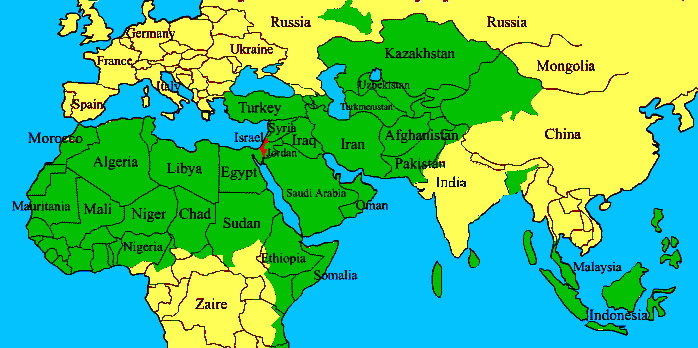 Russia
Russia
Germany
Ukraine
Kazakhstan
France
Mongolia
Italy
Uzbekistan
Spain
Turkey
Turkmenistan
Syria
Israel
Morocco
Iraq
Iran
Afghanistan
China
Jordan
Algeria
Libya
Egypt
Pakistan
India
Saudi Arabia
Mauritania
Mali
Niger
Chad
Oman
Sudan
Nigeria
Ethiopia
Somalia
Malaysia
Zaire
Indonesia